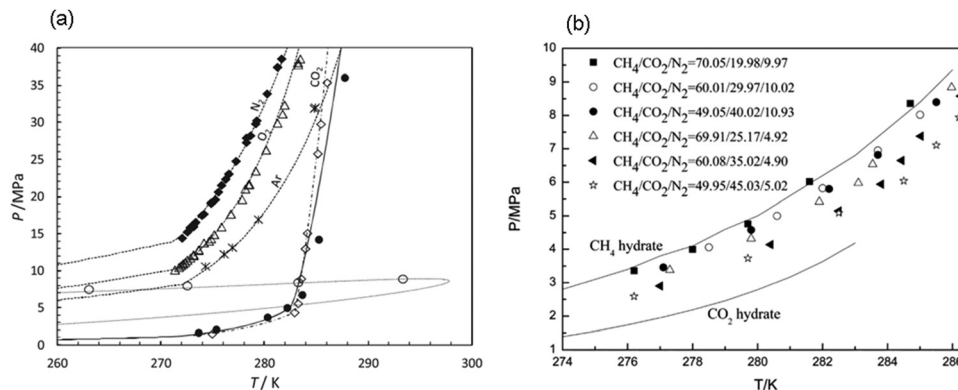 (a)
40
35
30
25
20
15
10
5
0
P/MPa
260
270
280
290
300
T / K
N2
O2
Ar
CO2
(b)
10
9
8
7
6
5
4
3
2
1
P/MPa
274
276
278
280
282
284
286
T/K
CH4/CO2/N2=70.05/19.98/9.97
CH4/CO2/N2=60.01/29.97/10.02
CH4/CO2/N2=49.05/40.02/10.93
CH4/CO2/N2=69.91/25.17/4.92
CH4/CO2/N2=60.08/35.02/4.90
CH4/CO2/N2=49.95/45.03/5.02
CH4 hydrate
CO2 hydrate